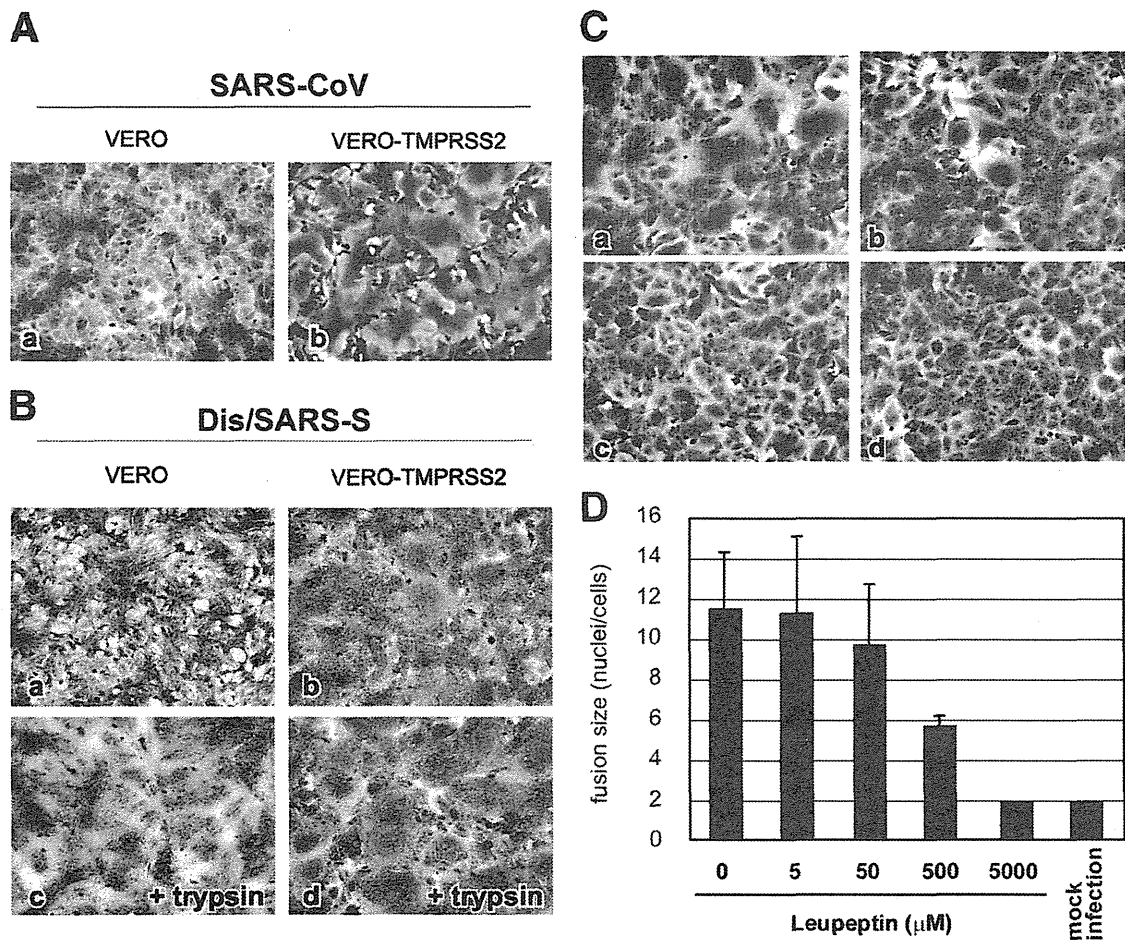 A
SARS-CoV
VERO
VERO-TMPRSS2
a
b
B
Dis/SARS-S
VERO
VERO-TMPRSS2
a
b
c
+ trypsin
d
+ trypsin
C
a
b
c
d
D
fusion size (nuclei/cells)
16
14
12
10
8
6
4
2
0
0
5
50
500
5000
mock
infection
Leupeptin (μM)